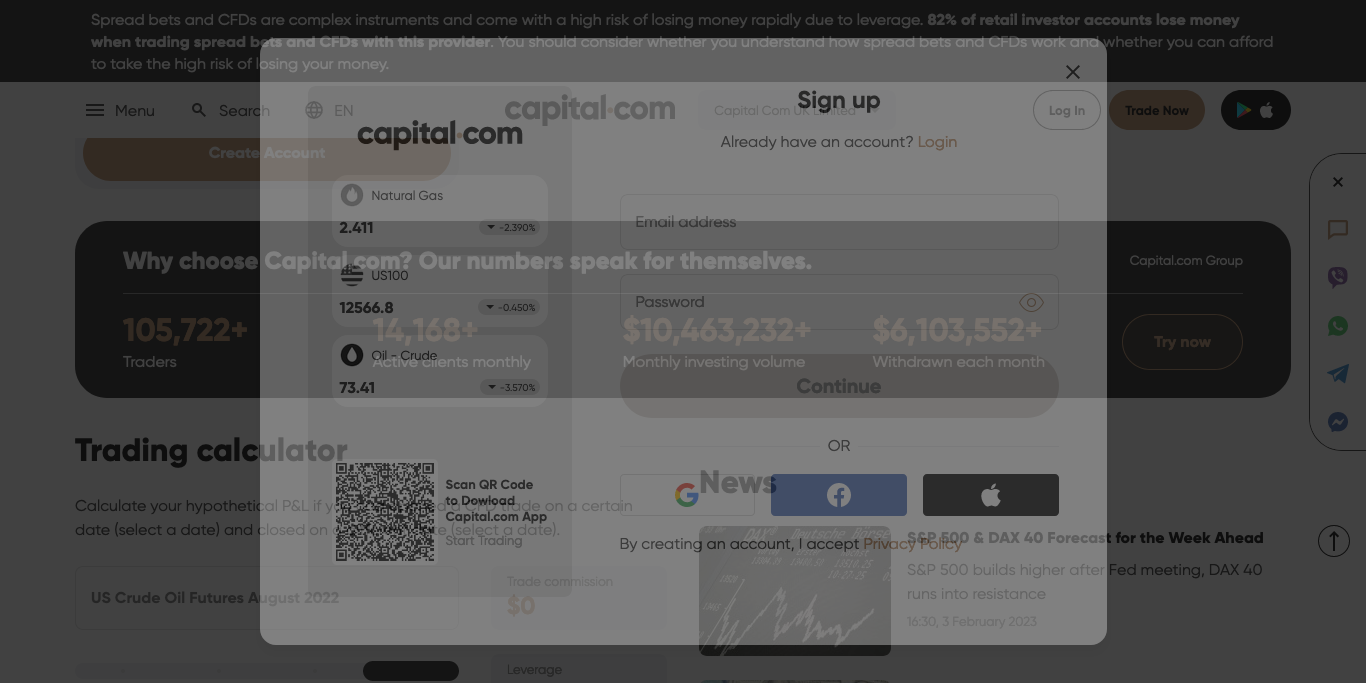 Spread bets and CFDs are complex instruments and come with a high risk of losing money rapidly due to leverage. 82% of retail investor accounts lose money
when trading spread bets and CFDs with this provider. You should consider whether you understand how spread bets and CFDs work and whether you can afford
to take the high risk of losing your money.
Menu
Search
EN
capital.com
Capital Com UK Limited
Log In
Trade Now
Create Account
Why choose Capital.com? Our numbers speak for themselves.
Capital.com Group
105,722+
Traders
14,168+
Active clients monthly
$10,463,232+
Monthly investing volume
$6,103,552+
Withdrawn each month
Try now
Trading calculator
Calculate your hypothetical P&L if you had opened a CFD trade on a certain
date (select a date) and closed on a date (select a date).
US Crude Oil Futures August 2022
Trade commission
$0
Leverage
News
S&P 500 & DAX 40 Forecast for the Week Ahead
S&P 500 builds higher after Fed meeting, DAX 40
runs into resistance
16:30, 3 February 2023
capital.com
Natural Gas
2.411
-2.390%
US100
12566.8
-0.450%
Oil - Crude
73.41
-3.570%
Scan QR Code
to Dowload
Capital.com App
Start Trading
Sign up
Already have an account? Login
Email address
Password
Continue
OR
By creating an account, I accept Privacy Policy